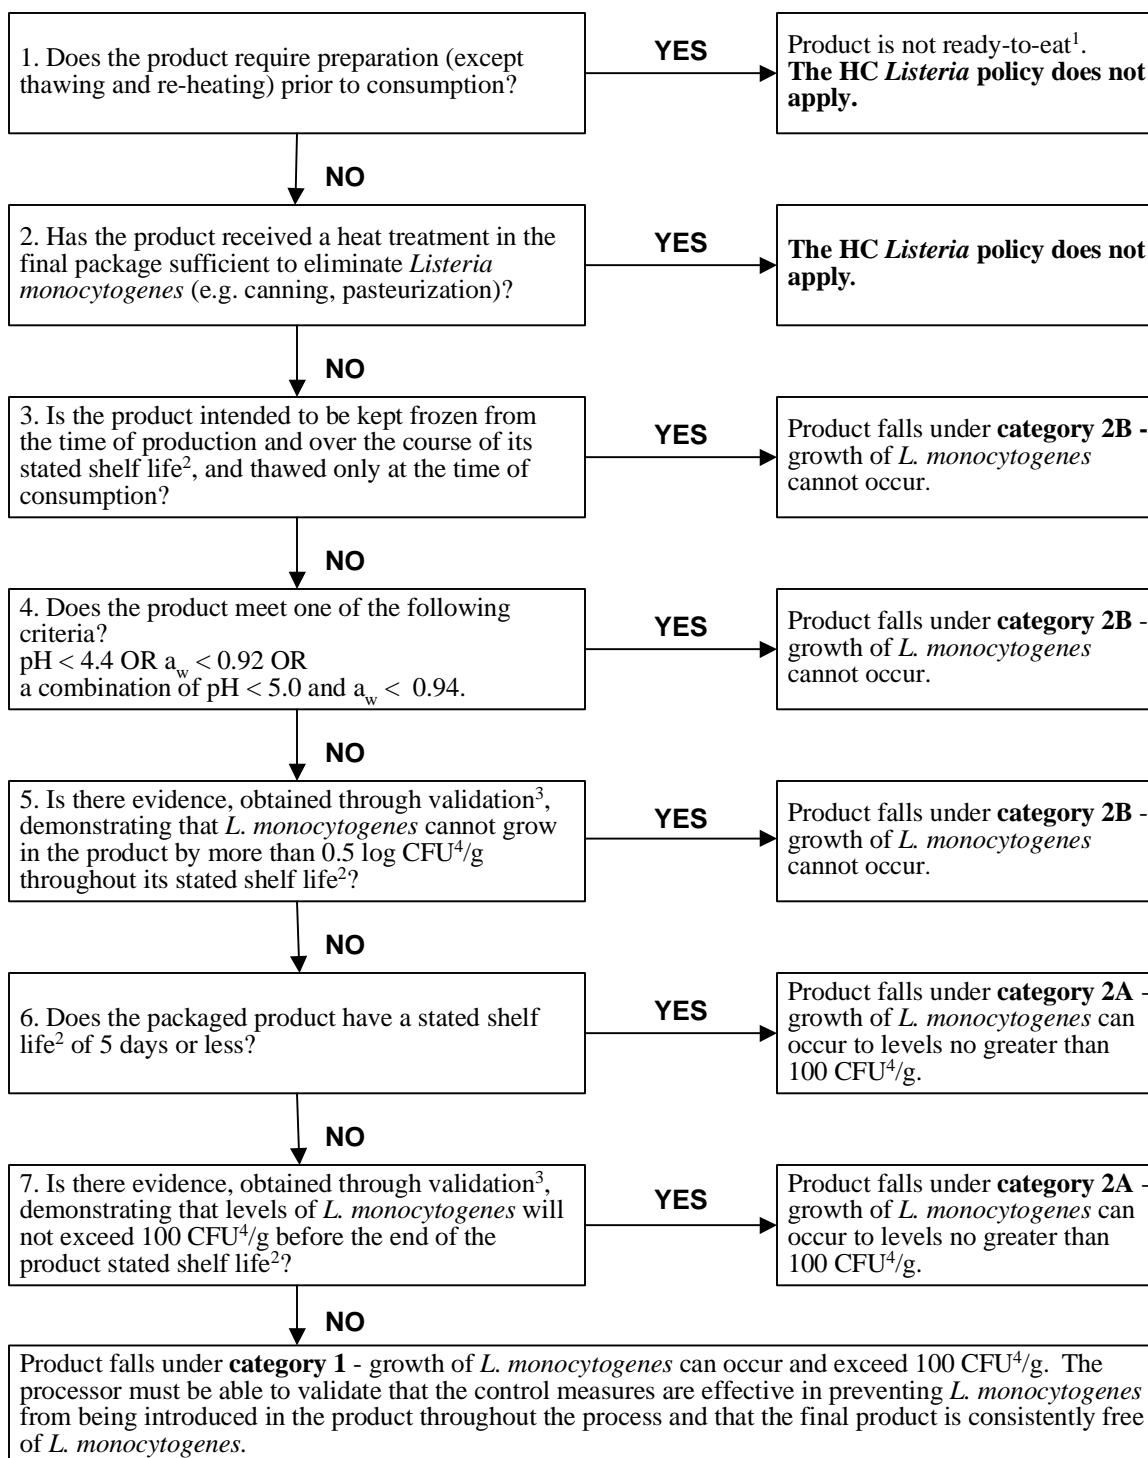 1. Does the product require preparation (except
thawing and re-heating) prior to consumption?
YES
Product is not ready-to-eat¹.
The HC Listeria policy does not
apply.
NO
2. Has the product received a heat treatment in the
final package sufficient to eliminate Listeria
monocytogenes (e.g. canning, pasteurization)?
YES
The HC Listeria policy does not
apply.
NO
3. Is the product intended to be kept frozen from
the time of production and over the course of its
stated shelf life², and thawed only at the time of
consumption?
YES
Product falls under category 2B -
growth of L. monocytogenes
cannot occur.
NO
4. Does the product meet one of the following
criteria?
pH < 4.4 OR a_w < 0.92 OR
a combination of pH < 5.0 and a_w < 0.94.
YES
Product falls under category 2B -
growth of L. monocytogenes
cannot occur.
NO
5. Is there evidence, obtained through validation³,
demonstrating that L. monocytogenes cannot grow
in the product by more than 0.5 log CFU⁴/g
throughout its stated shelf life²?
YES
Product falls under category 2B -
growth of L. monocytogenes
cannot occur.
NO
6. Does the packaged product have a stated shelf
life² of 5 days or less?
YES
Product falls under category 2A -
growth of L. monocytogenes can
occur to levels no greater than
100 CFU⁴/g.
NO
7. Is there evidence, obtained through validation³,
demonstrating that levels of L. monocytogenes will
not exceed 100 CFU⁴/g before the end of the
product stated shelf life²?
YES
Product falls under category 2A -
growth of L. monocytogenes can
occur to levels no greater than
100 CFU⁴/g.
NO
Product falls under category 1 - growth of L. monocytogenes can occur and exceed 100 CFU⁴/g. The
processor must be able to validate that the control measures are effective in preventing L. monocytogenes
from being introduced in the product throughout the process and that the final product is consistently free
of L. monocytogenes.